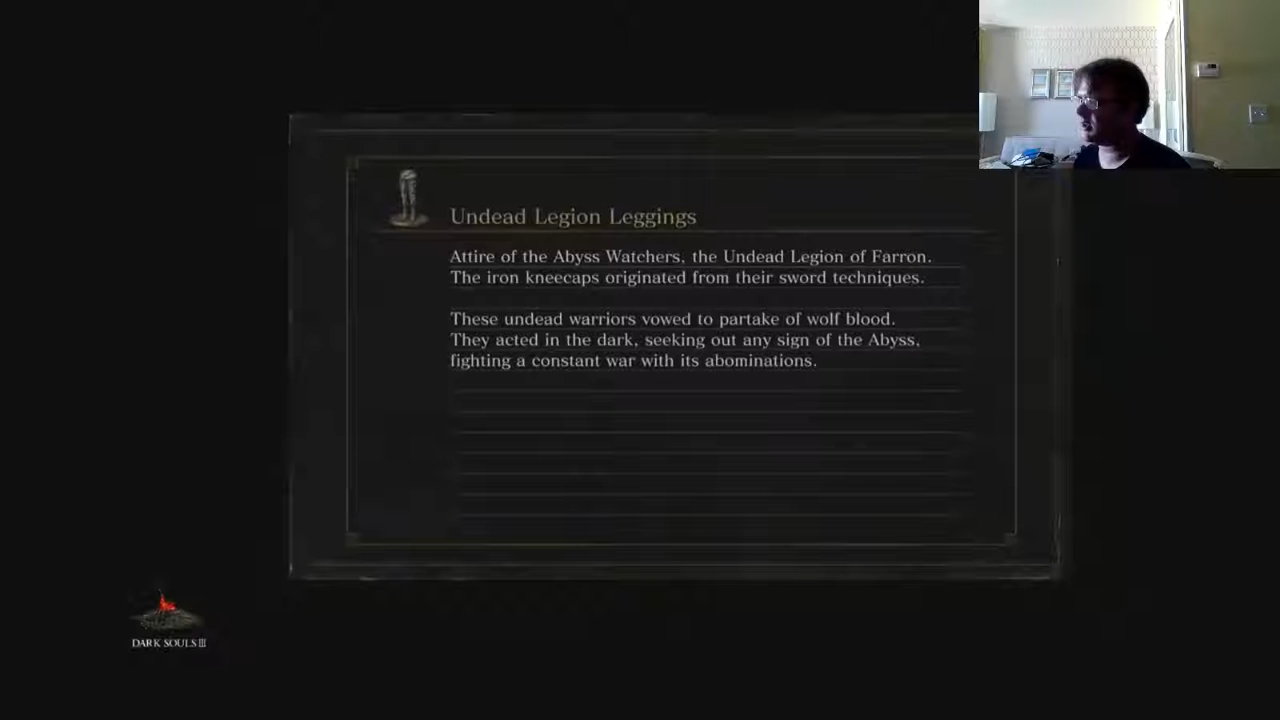 Undead Legion Leggings
Attire of the Abyss Watchers, the Undead Legion of Farron.
The iron kneecaps originated from their sword techniques.
These undead warriors vowed to partake of wolf blood.
They acted in the dark, seeking out any sign of the Abyss,
fighting a constant war with its abominations.
DARK SOULS III